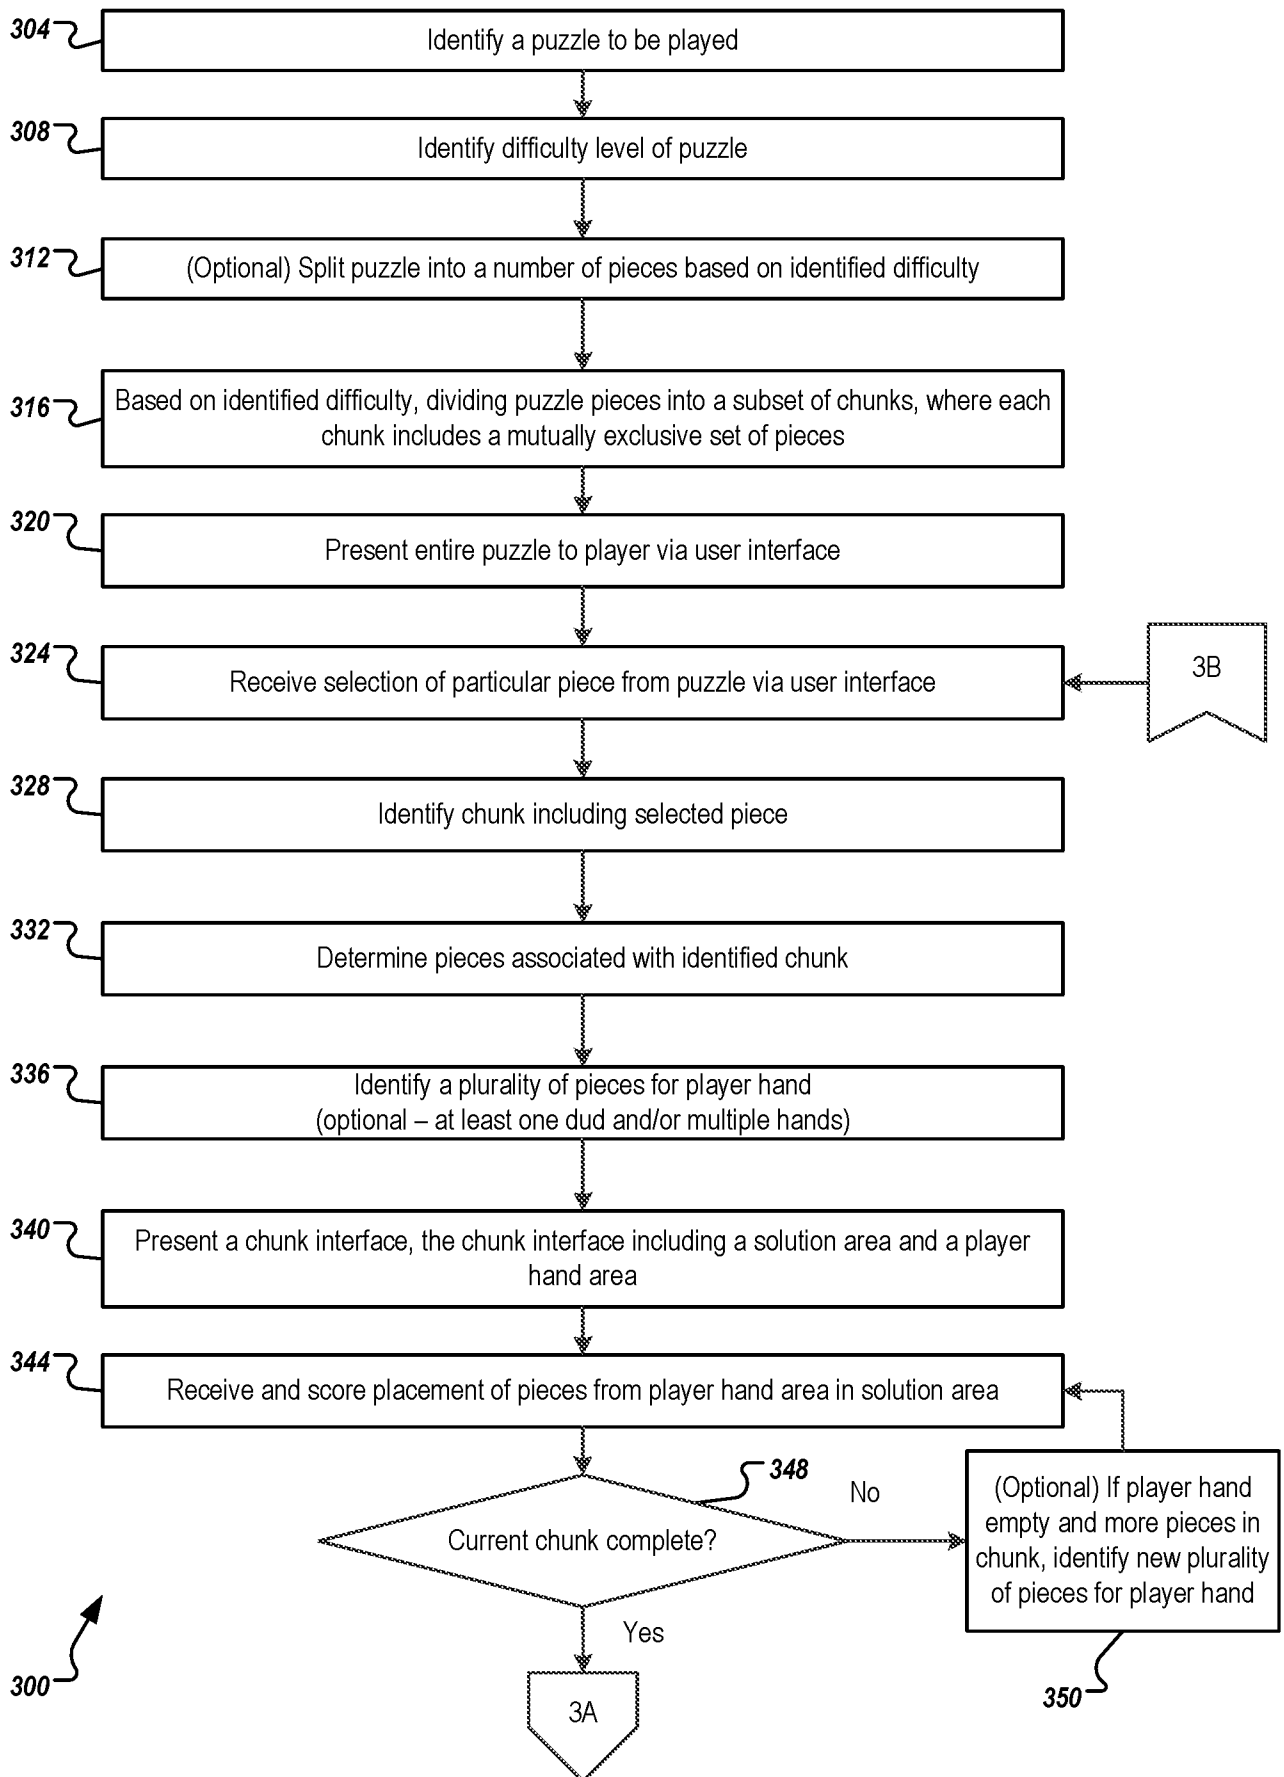 304
Identify a puzzle to be played
308
Identify difficulty level of puzzle
312
(Optional) Split puzzle into a number of pieces based on identified difficulty
316
Based on identified difficulty, dividing puzzle pieces into a subset of chunks, where each
chunk includes a mutually exclusive set of pieces
320
Present entire puzzle to player via user interface
324
Receive selection of particular piece from puzzle via user interface
3B
328
Identify chunk including selected piece
332
Determine pieces associated with identified chunk
336
Identify a plurality of pieces for player hand
(optional – at least one dud and/or multiple hands)
340
Present a chunk interface, the chunk interface including a solution area and a player
hand area
344
Receive and score placement of pieces from player hand area in solution area
348
Current chunk complete?
No
(Optional) If player hand
empty and more pieces in
chunk, identify new plurality
of pieces for player hand
350
Yes
3A
300